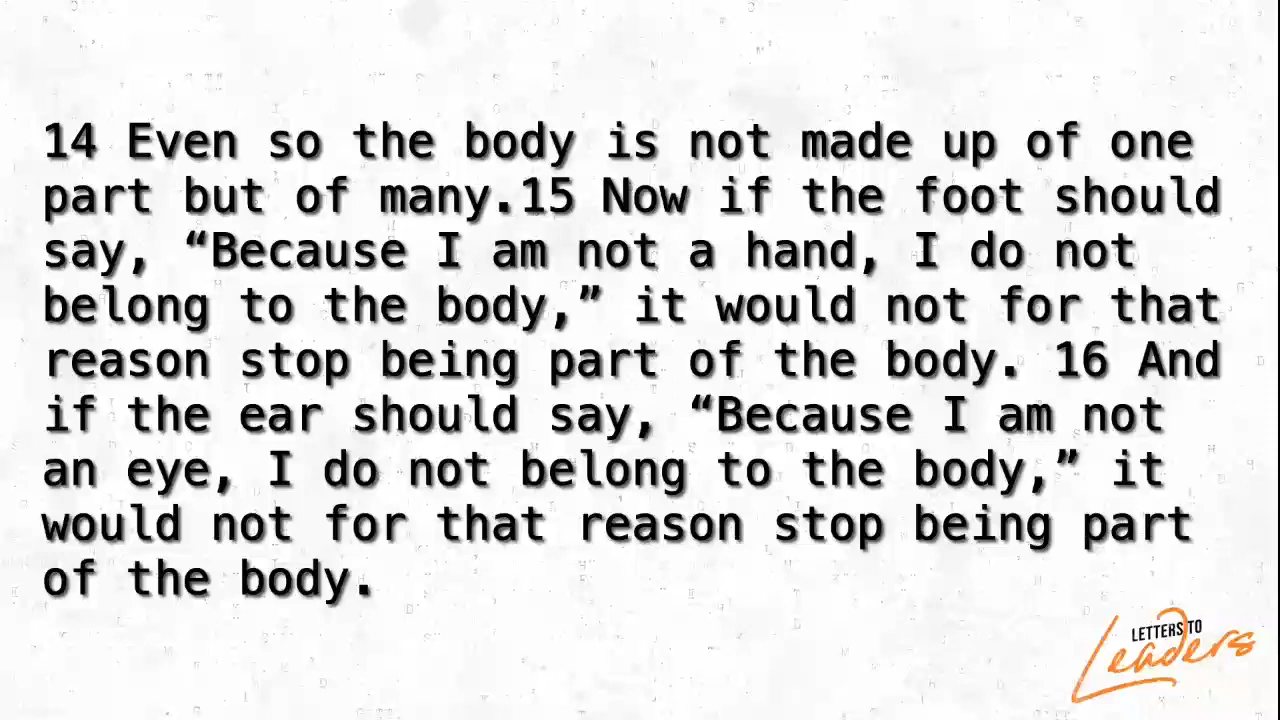 14 Even so the body is not made up of one
part but of many.15 Now if the foot should
say, “Because I am not a hand, I do not
belong to the body,” it would not for that
reason stop being part of the body. 16 And
if the ear should say, “Because I am not
an eye, I do not belong to the body,” it
would not for that reason stop being part
of the body.
LETTERS TO
Leaders